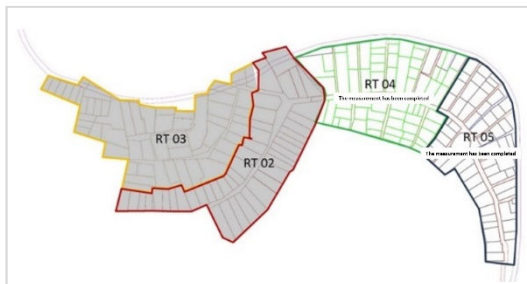 RT 04
The measurement has been completed
RT 03
RT 05
The measurement has been completed
RT 02